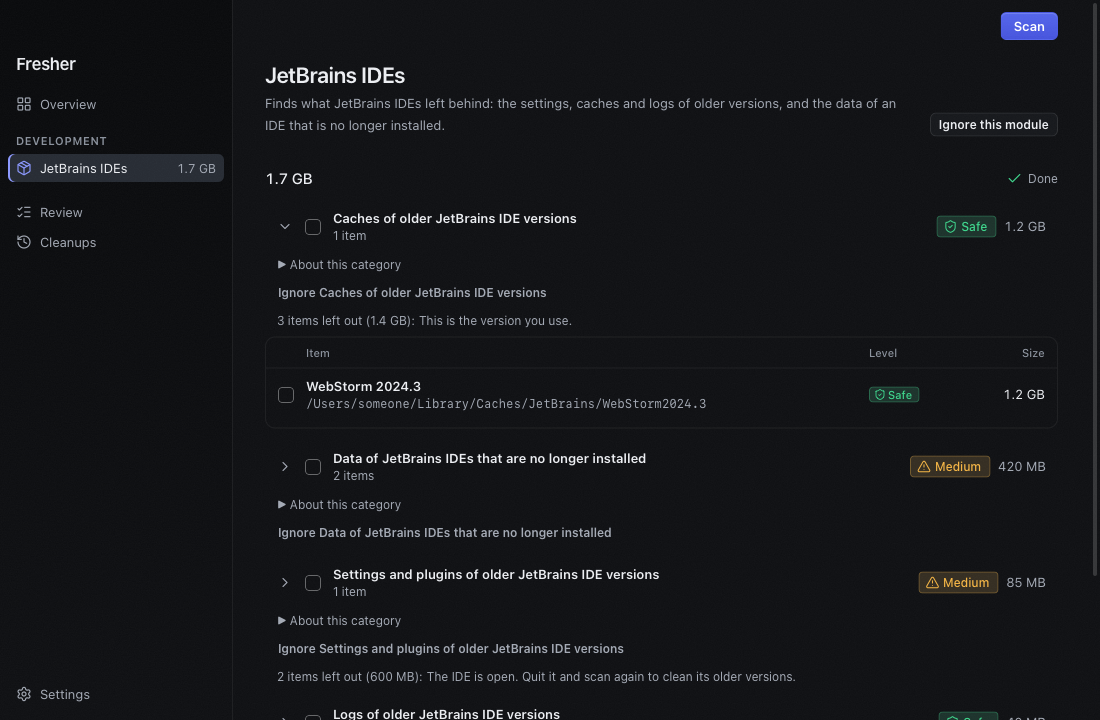 Scan
Fresher
Overview
DEVELOPMENT
JetBrains IDEs 1.7 GB
Review
Cleanups
Settings
JetBrains IDEs
Finds what JetBrains IDEs left behind: the settings, caches and logs of older versions, and the data of an
IDE that is no longer installed.
Ignore this module
1.7 GB
Done
Caches of older JetBrains IDE versions
1 item
Safe 1.2 GB
About this category
Ignore Caches of older JetBrains IDE versions
3 items left out (1.4 GB): This is the version you use.
Item Level Size
WebStorm 2024.3
/Users/someone/Library/Caches/JetBrains/WebStorm2024.3
Safe 1.2 GB
Data of JetBrains IDEs that are no longer installed
2 items
Medium 420 MB
About this category
Ignore Data of JetBrains IDEs that are no longer installed
Settings and plugins of older JetBrains IDE versions
1 item
Medium 85 MB
About this category
Ignore Settings and plugins of older JetBrains IDE versions
2 items left out (600 MB): The IDE is open. Quit it and scan again to clean its older versions.
Logs of older JetBrains IDE versions